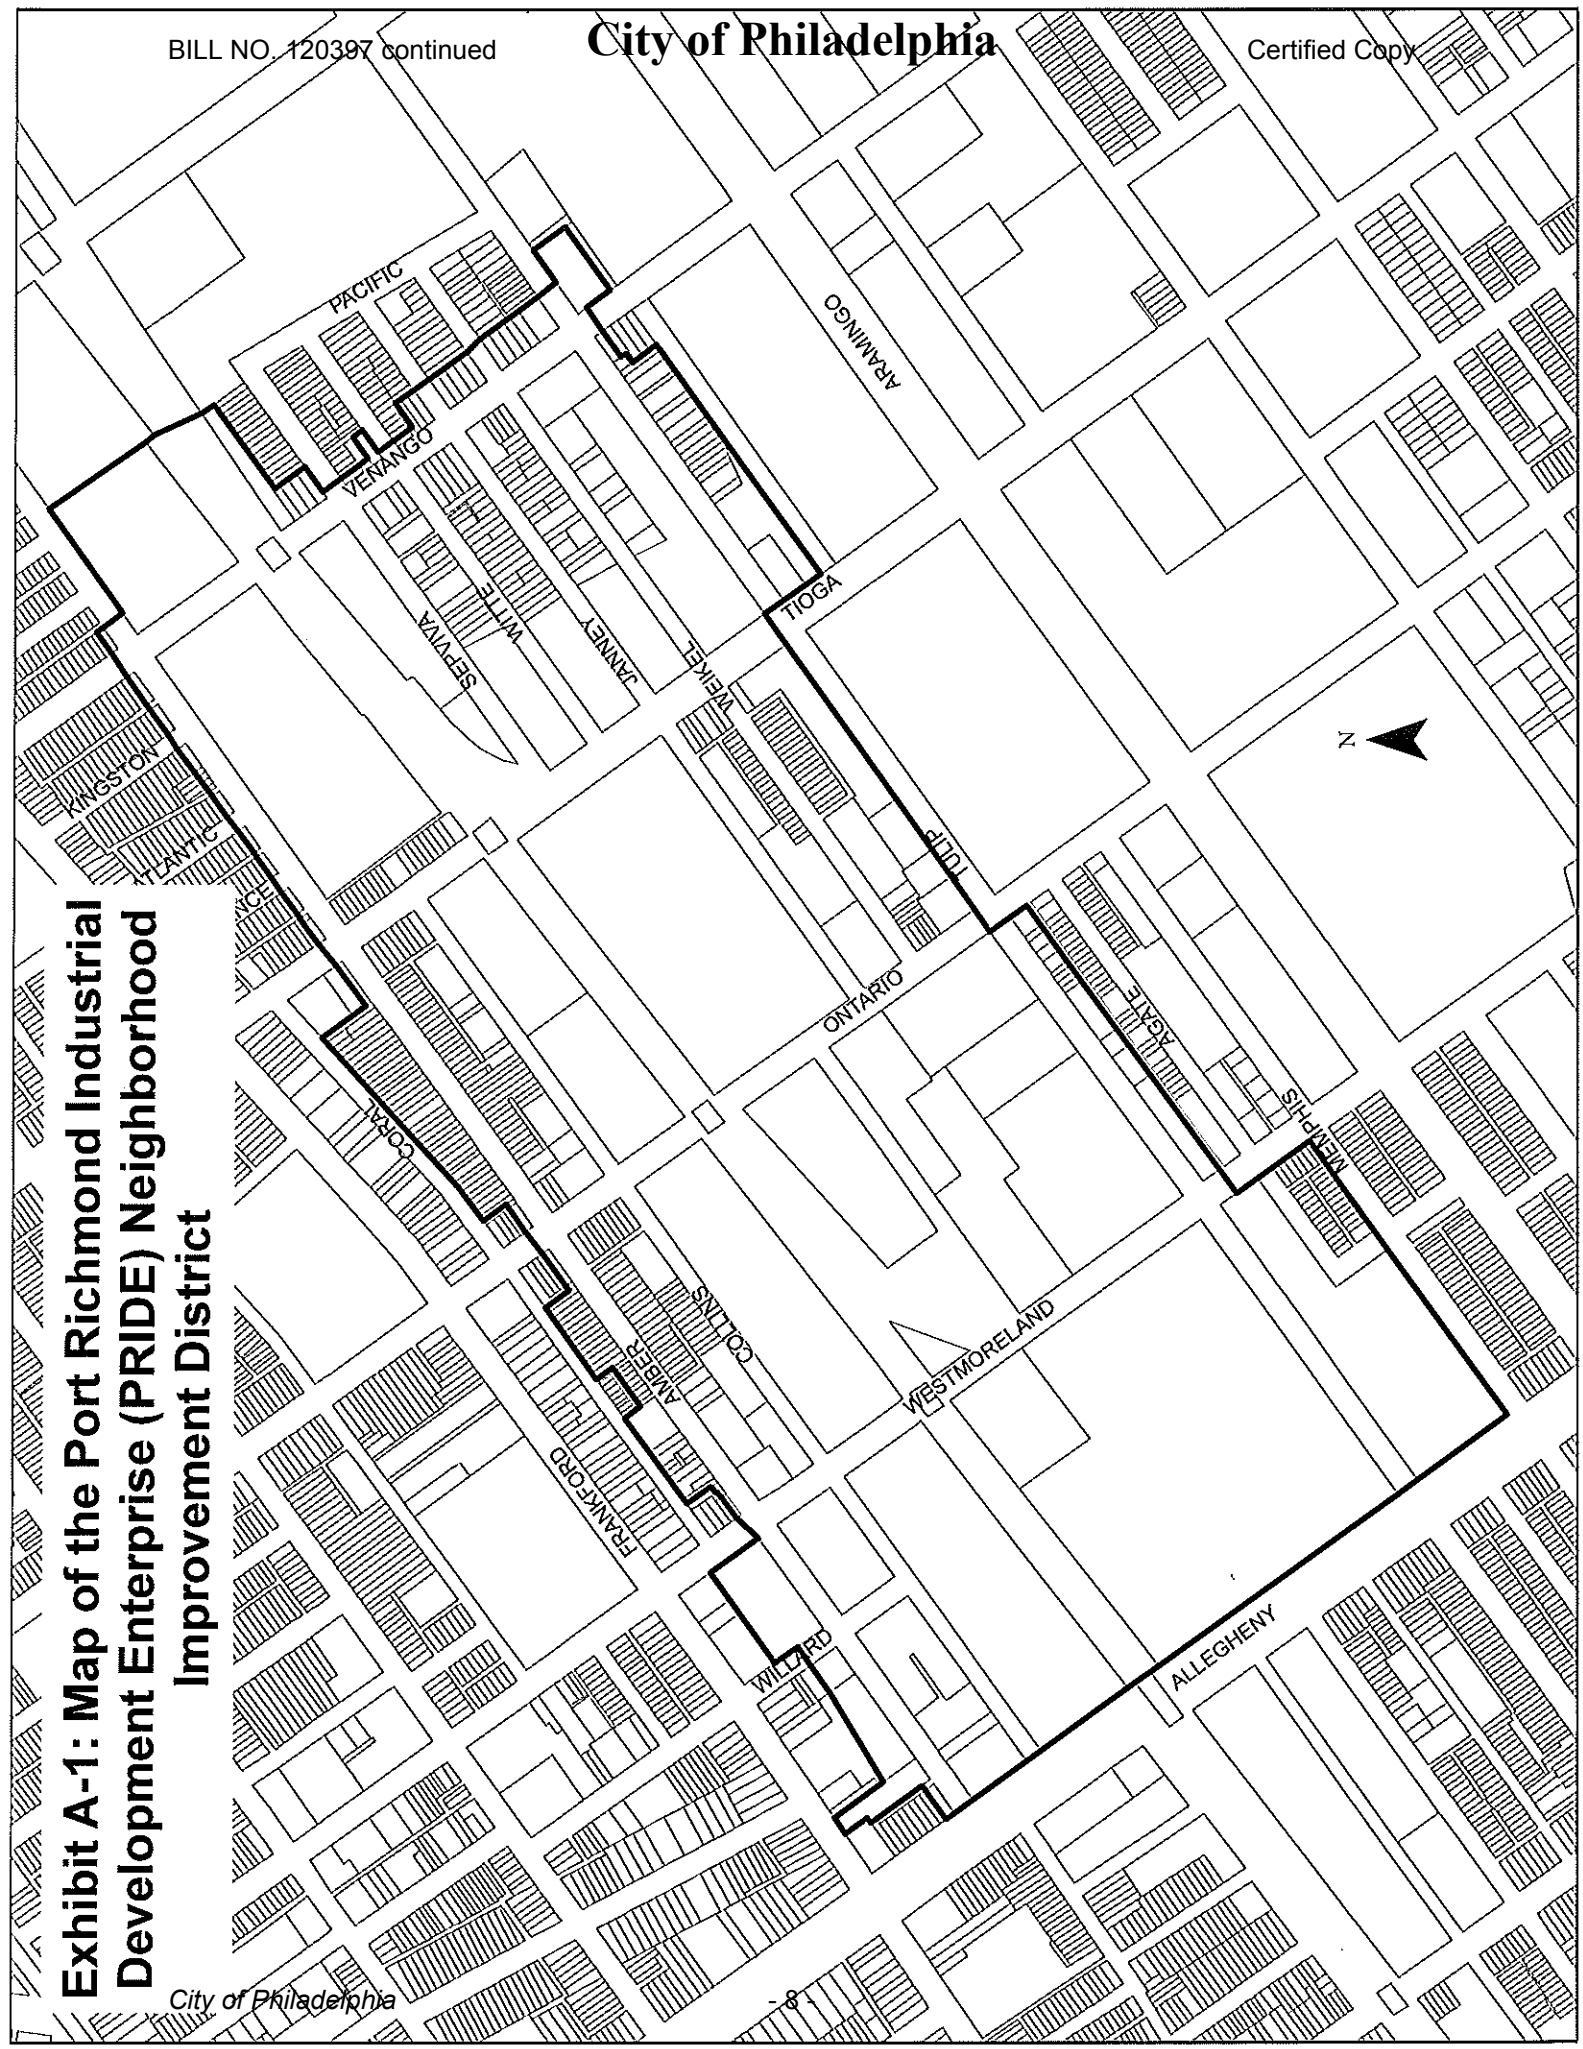 BILL NO. 120397 continued
City of Philadelphia
Certified Copy
Exhibit A-1: Map of the Port Richmond Industrial
Development Enterprise (PRIDE) Neighborhood
Improvement District
PACIFIC
ARAMINGO
VENANGO
TIOGA
SEPVIVA
WITTE
JANNEY
WEIKEL
KINGSTON
TLANTIC
NCE
TULIP
N
ONTARIO
AGATE
MEMPHIS
CORAL
COLLINS
AMBER
WESTMORELAND
FRANKFORD
WILLARD
ALLEGHENY
City of Philadelphia
- 8 -